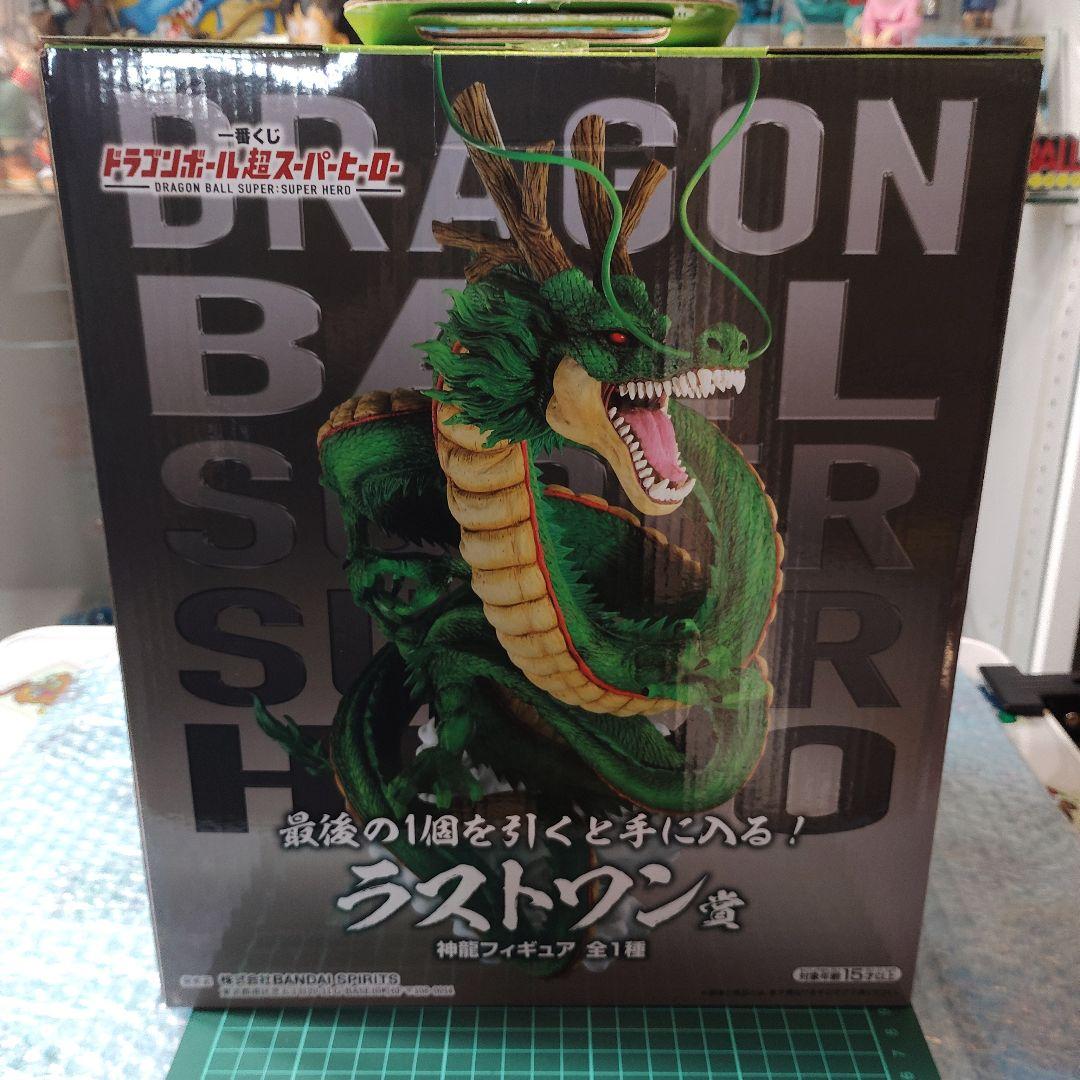 一番くじ
ドラゴンボール超スーパーヒーロー
DRAGON BALL SUPER:SUPER HERO
DRAGON
BALL
SUPER
SUPER
HERO
最後の1個を引くと手に入る!
ラストワン賞
神龍フィギュア 全1種
株式会社BANDAI SPIRITS
対象年齢15才以上
BALL